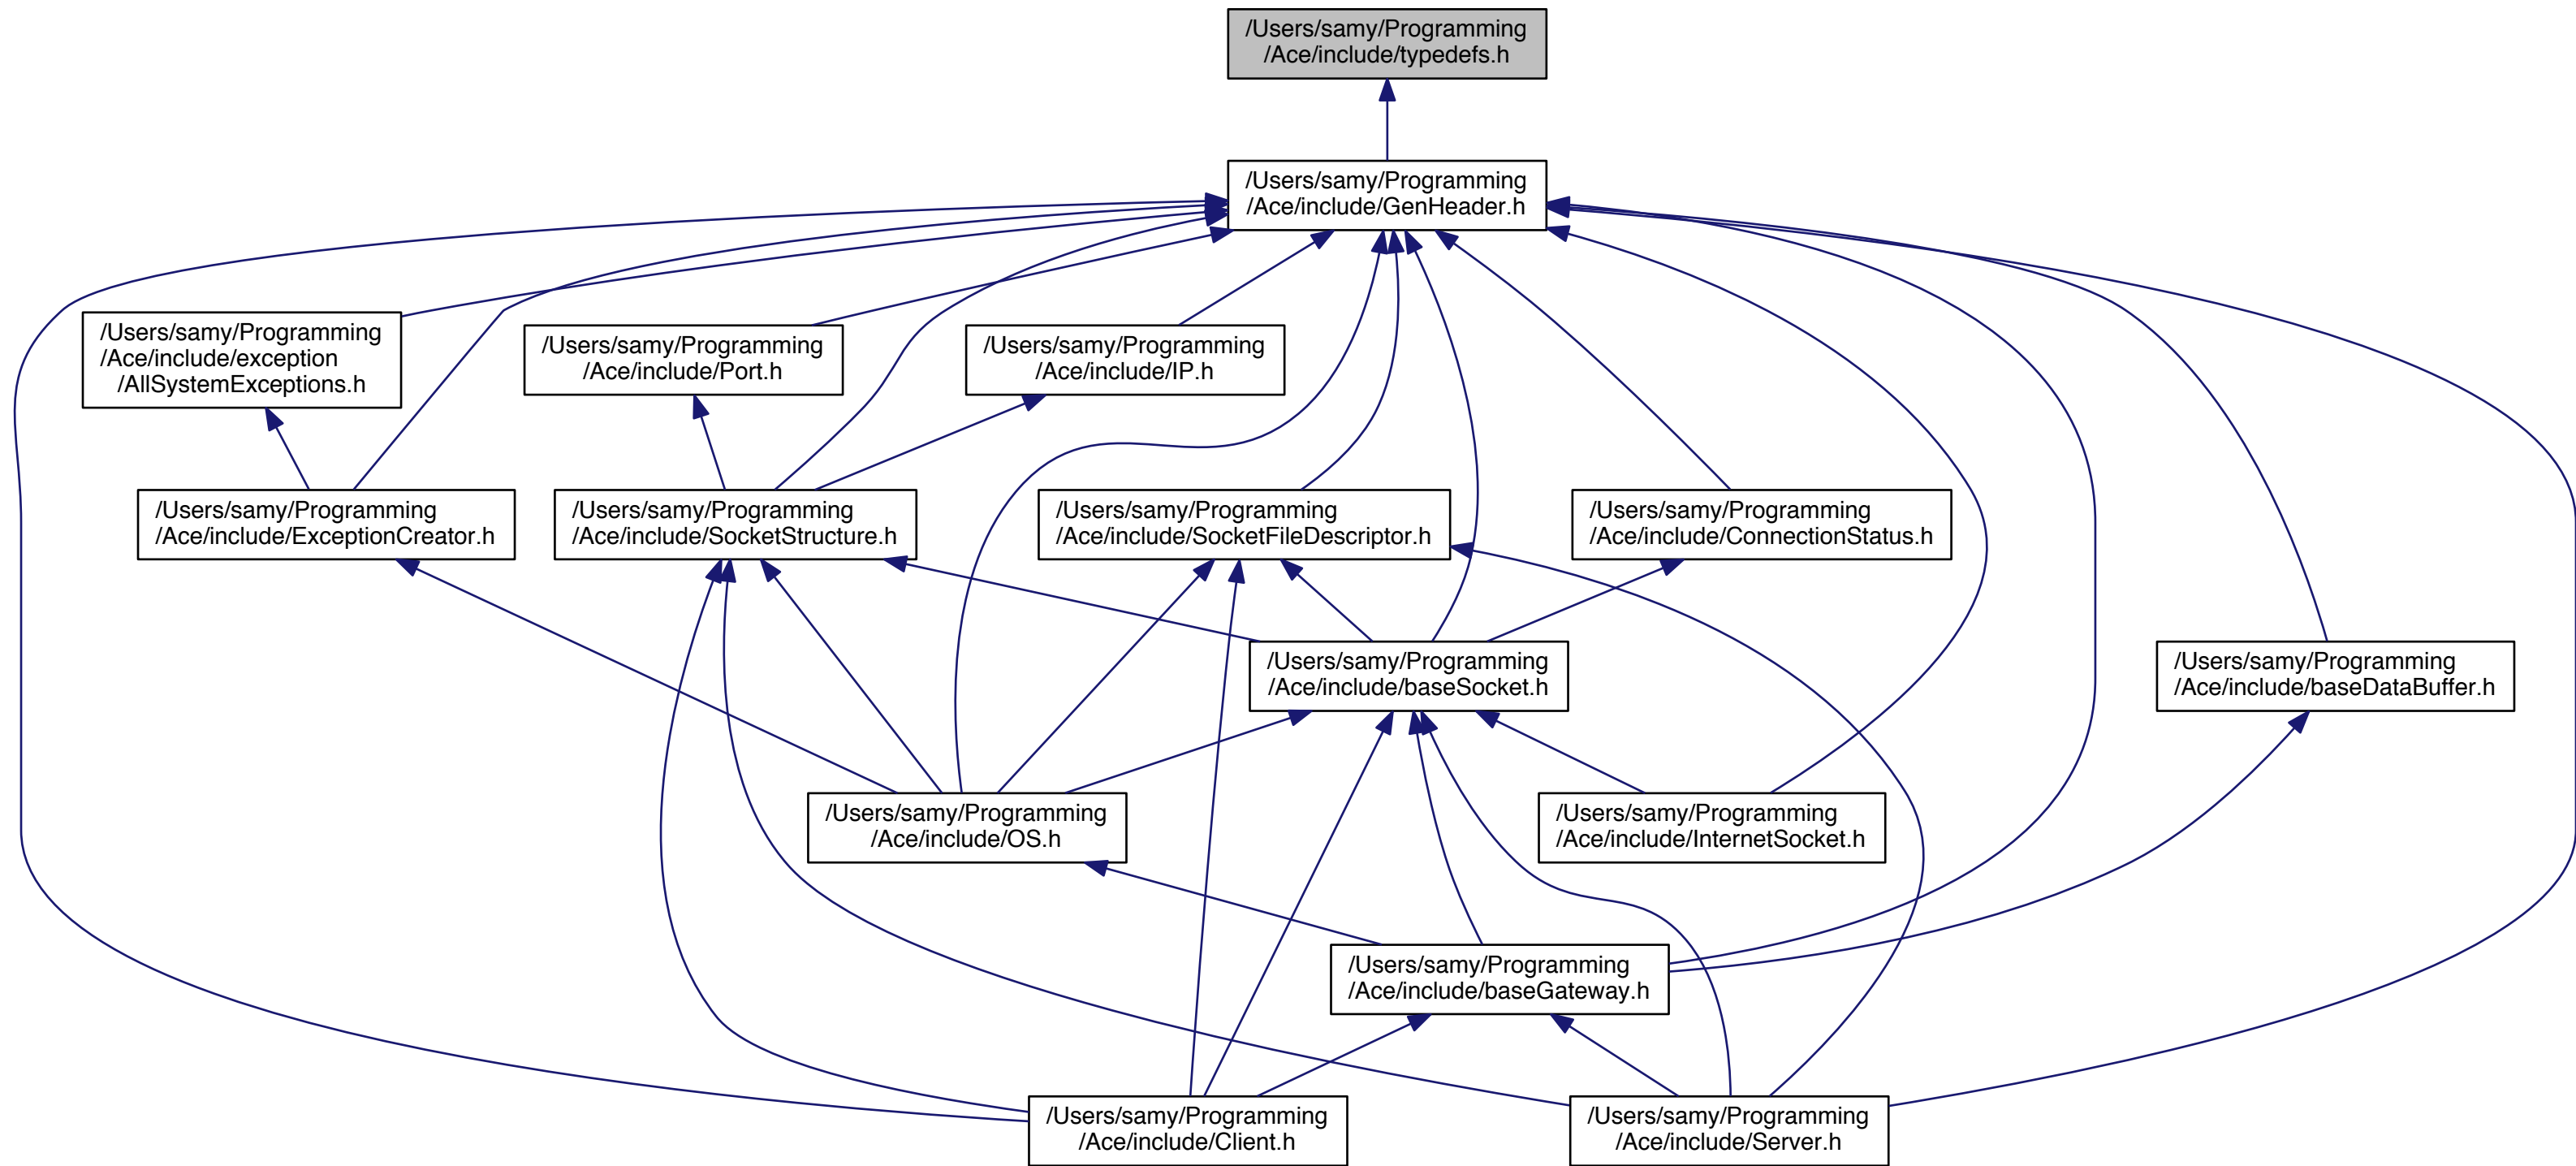 /Users/samy/Programming
/Ace/include/typedefs.h
/Users/samy/Programming
/Ace/include/GenHeader.h
/Users/samy/Programming
/Ace/include/exception
/AllSystemExceptions.h
/Users/samy/Programming
/Ace/include/Port.h
/Users/samy/Programming
/Ace/include/IP.h
/Users/samy/Programming
/Ace/include/ExceptionCreator.h
/Users/samy/Programming
/Ace/include/SocketStructure.h
/Users/samy/Programming
/Ace/include/SocketFileDescriptor.h
/Users/samy/Programming
/Ace/include/ConnectionStatus.h
/Users/samy/Programming
/Ace/include/baseSocket.h
/Users/samy/Programming
/Ace/include/baseDataBuffer.h
/Users/samy/Programming
/Ace/include/OS.h
/Users/samy/Programming
/Ace/include/InternetSocket.h
/Users/samy/Programming
/Ace/include/baseGateway.h
/Users/samy/Programming
/Ace/include/Client.h
/Users/samy/Programming
/Ace/include/Server.h